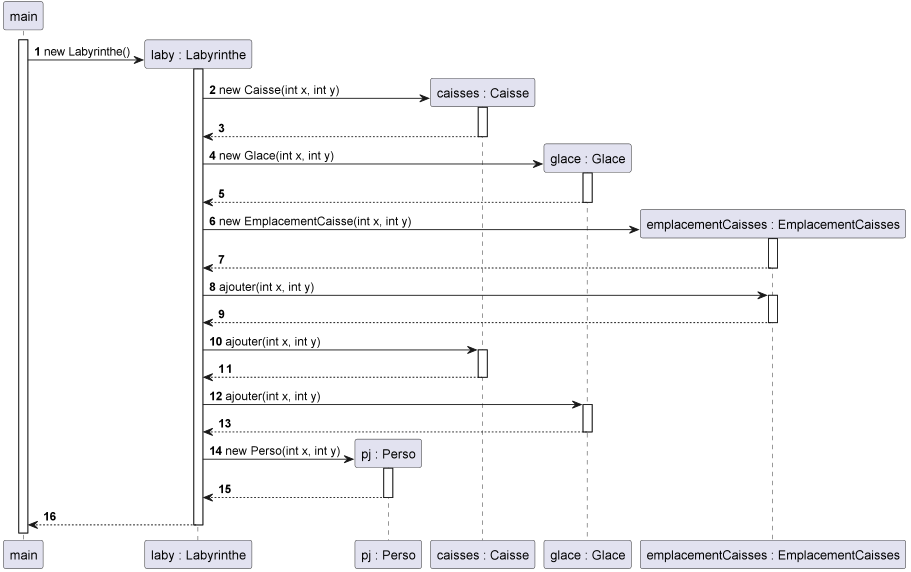 main
1 new Labyrinthe()
laby : Labyrinthe
2 new Caisse(int x, int y)
caisses : Caisse
3
4 new Glace(int x, int y)
glace : Glace
5
6 new EmplacementCaisse(int x, int y)
emplacementCaisses : EmplacementCaisses
7
8 ajouter(int x, int y)
9
10 ajouter(int x, int y)
11
12 ajouter(int x, int y)
13
14 new Perso(int x, int y)
pj : Perso
15
16
main
laby : Labyrinthe
pj : Perso
caisses : Caisse
glace : Glace
emplacementCaisses : EmplacementCaisses